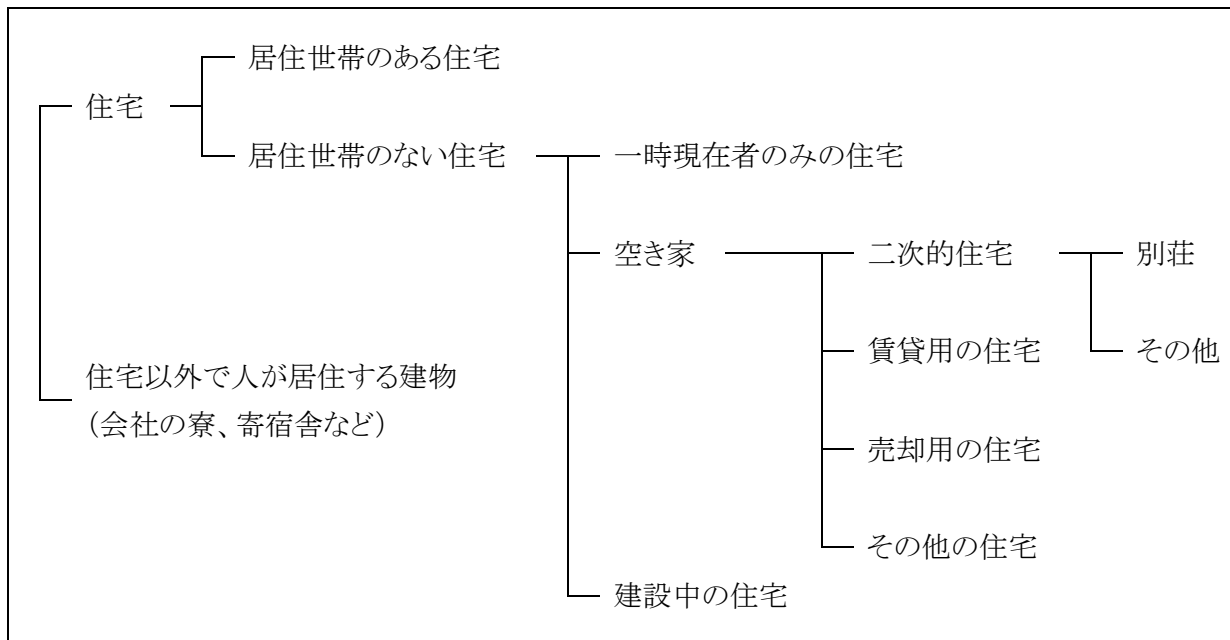 居住世帯のある住宅
住宅
居住世帯のない住宅
一時現在者のみの住宅
空き家
二次的住宅
別荘
賃貸用の住宅
その他
住宅以外で人が居住する建物
（会社の寮、寄宿舎など）
売却用の住宅
その他の住宅
建設中の住宅